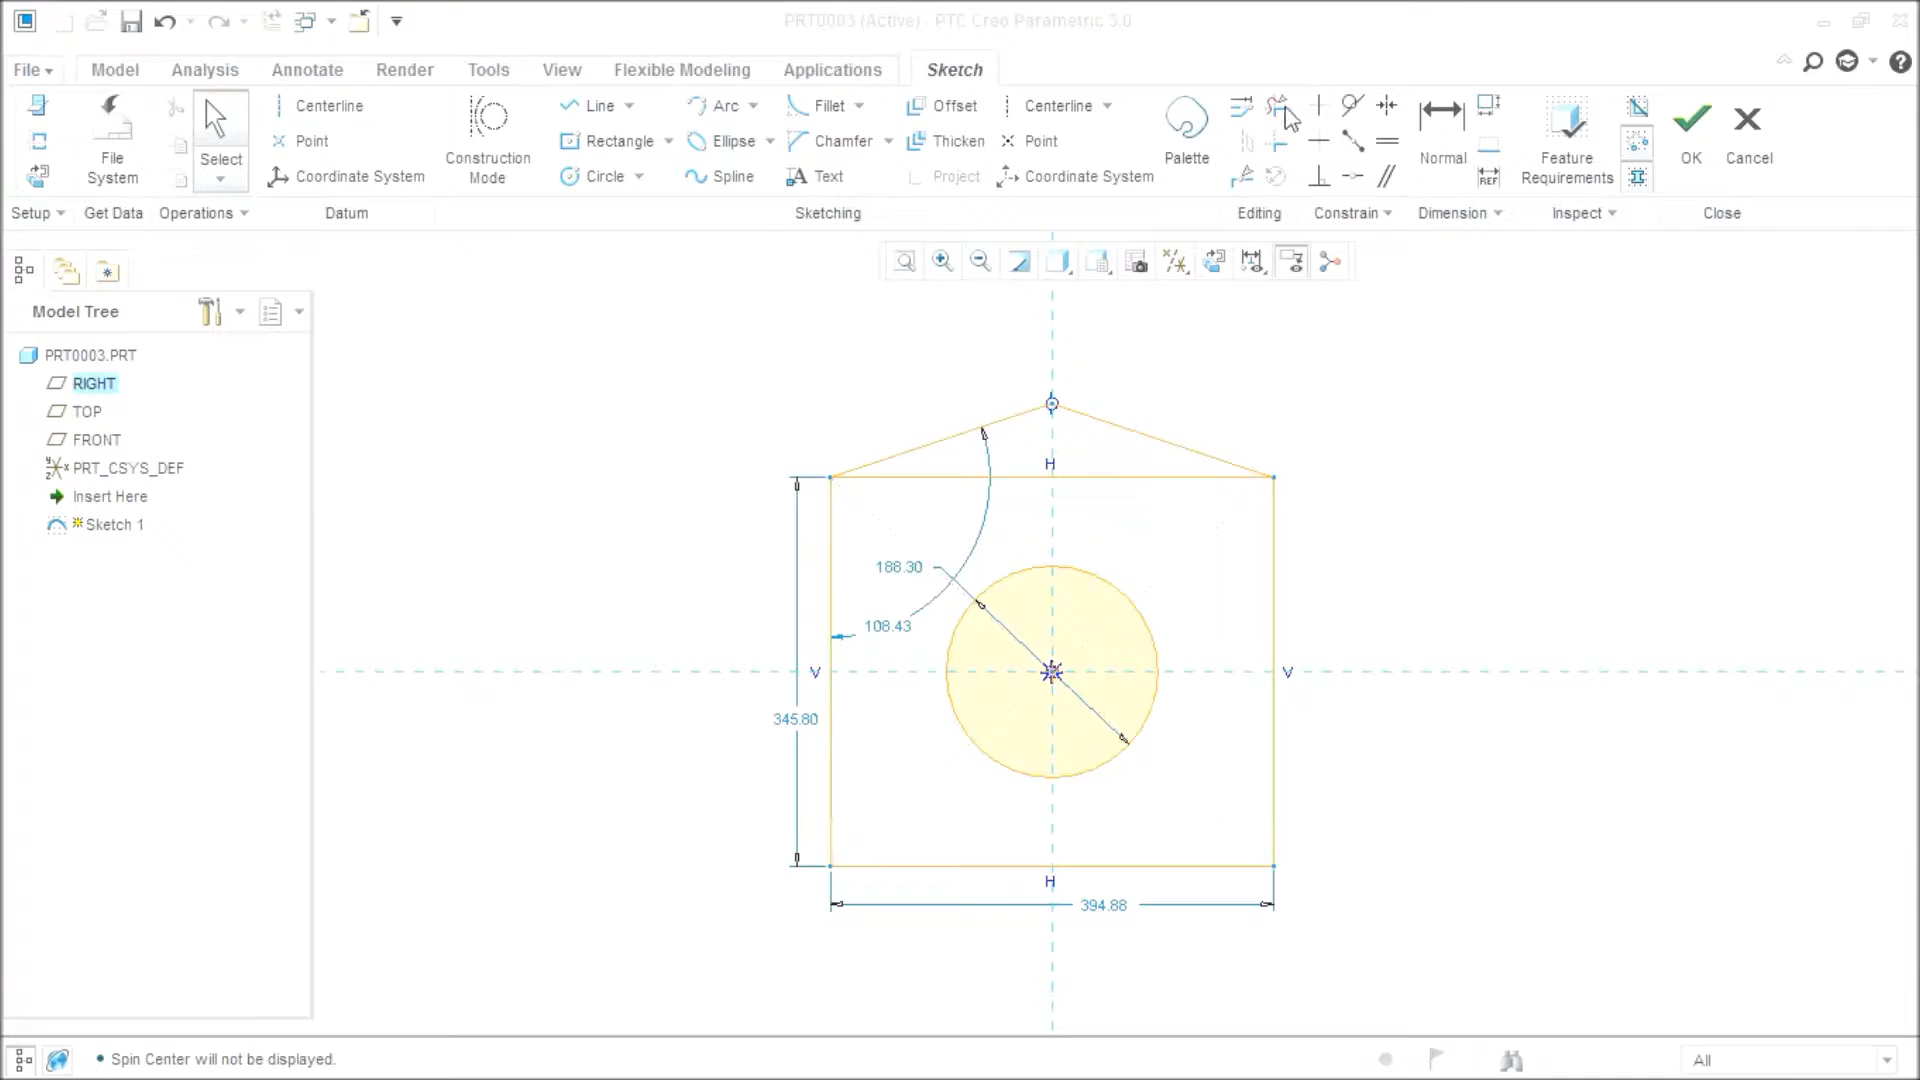 PRT0003 (Active) - PTC Creo Parametric 3.0
File Model Analysis Annotate Render Tools View Flexible Modeling Applications Sketch
Centerline Line Arc Fillet Offset Centerline
Point Rectangle Ellipse Chamfer Thicken Point
File System Select Construction Mode Palette Normal Feature Requirements OK Cancel
Coordinate System Circle Spline Text Project Coordinate System REF
Setup Get Data Operations Datum Sketching Editing Constrain Dimension Inspect Close
Model Tree
PRT0003.PRT
RIGHT
TOP
FRONT
PRT_CSYS_DEF
Insert Here
Sketch 1
H
188.30
108.43
V V
345.80
H
394.88
Spin Center will not be displayed.
All